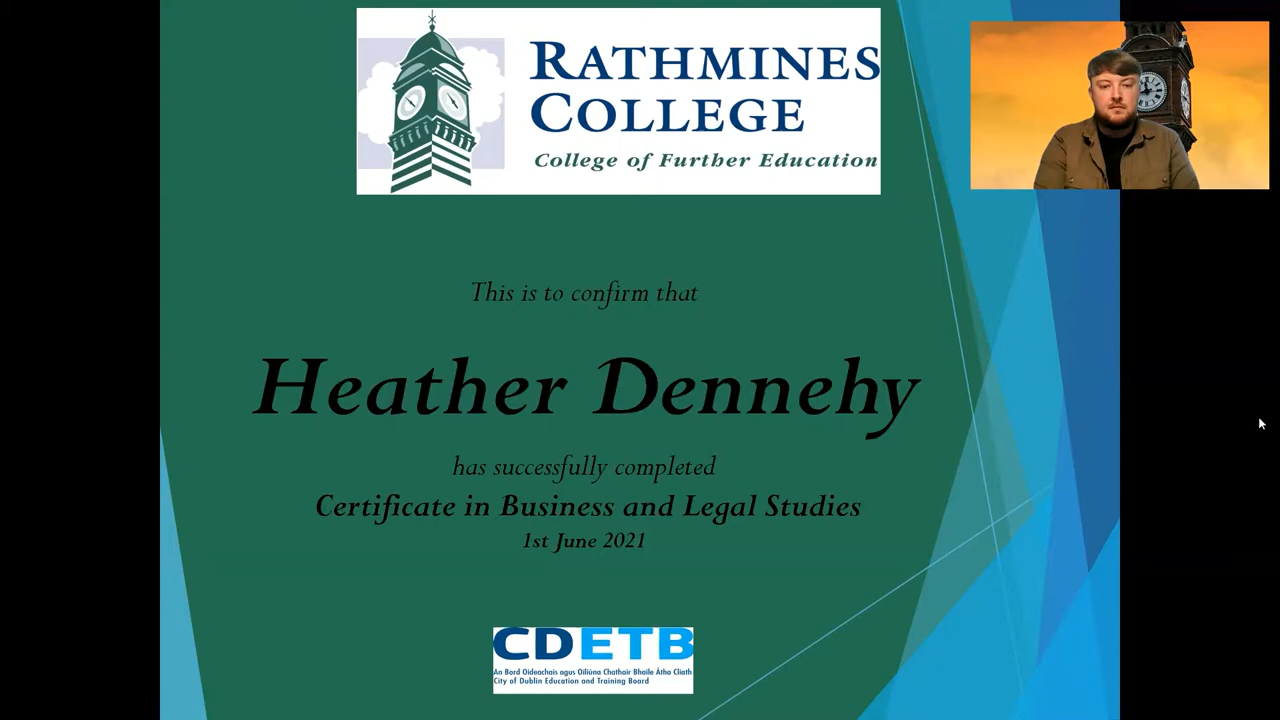 RATHMINES
COLLEGE
College of Further Education
This is to confirm that
Heather Dennehy
has successfully completed
Certificate in Business and Legal Studies
1st June 2021
CDETB
An Bord Oideachais agus Oiliúna Chathair Bhaile Átha Cliath
City of Dublin Education and Training Board